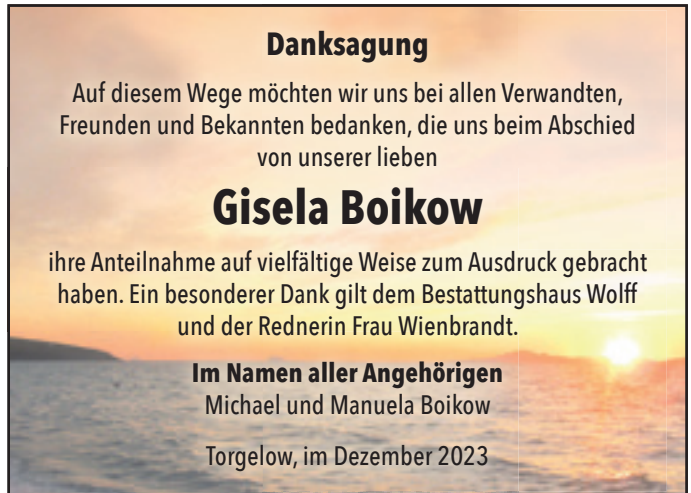 Danksagung
Auf diesem Wege möchten wir uns bei allen Verwandten,
Freunden und Bekannten bedanken, die uns beim Abschied
von unserer lieben
Gisela Boikow
ihre Anteilnahme auf vielfältige Weise zum Ausdruck gebracht
haben. Ein besonderer Dank gilt dem Bestattungshaus Wolff
und der Rednerin Frau Wienbrandt.
Im Namen aller Angehörigen
Michael und Manuela Boikow
Torgelow, im Dezember 2023